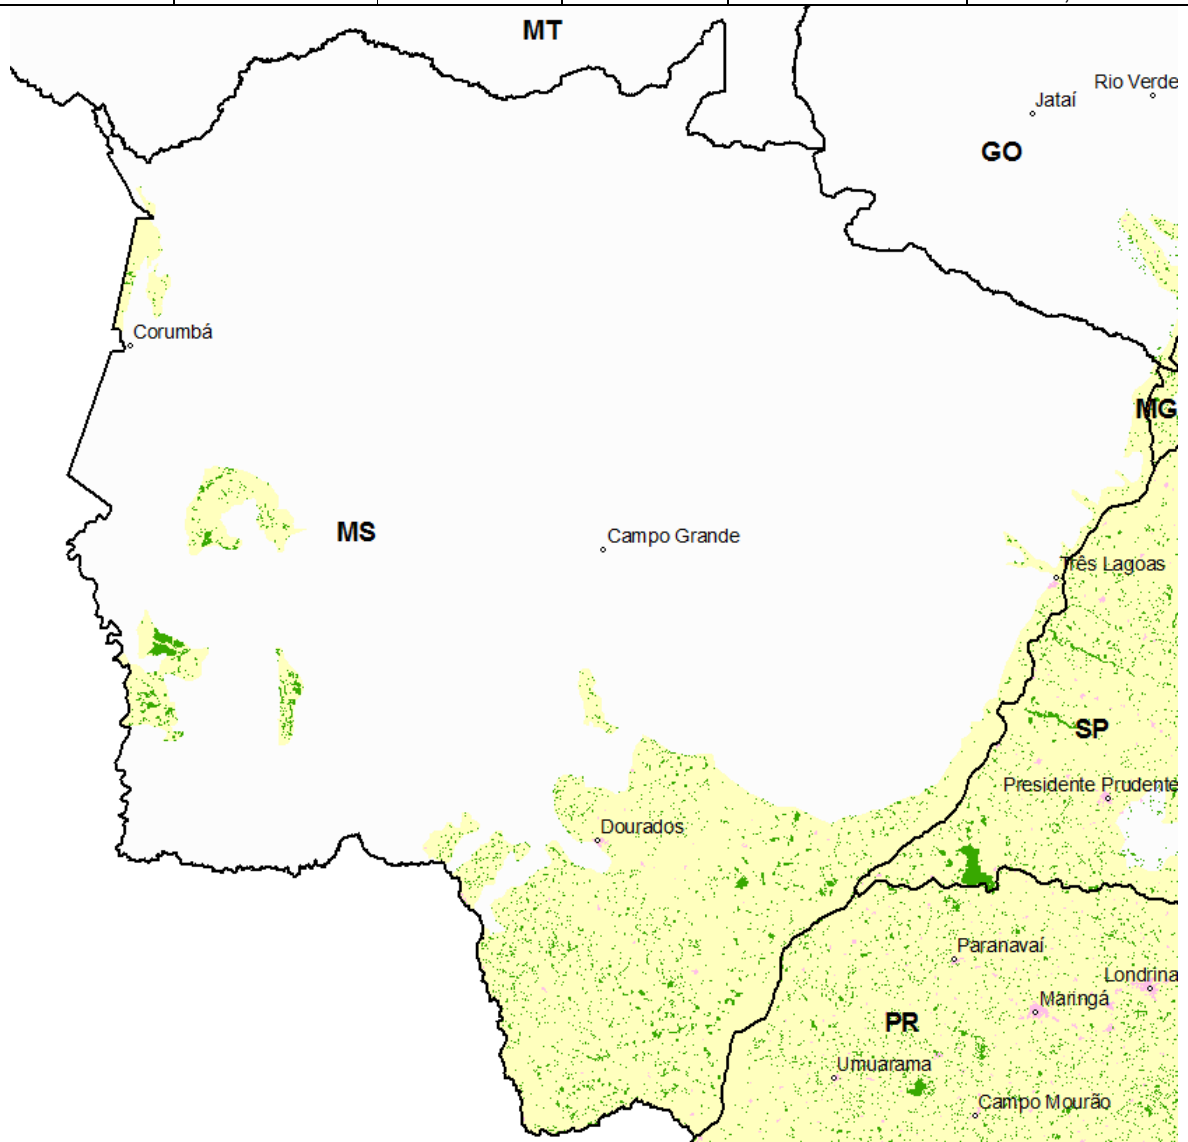 MT
Rio Verde
Jataí
GO
Corumbá
MG
MS
Campo Grande
Três Lagoas
SP
Presidente Prudente
Dourados
Paranavaí
Londrina
Maringá
PR
Umuarama
Campo Mourão